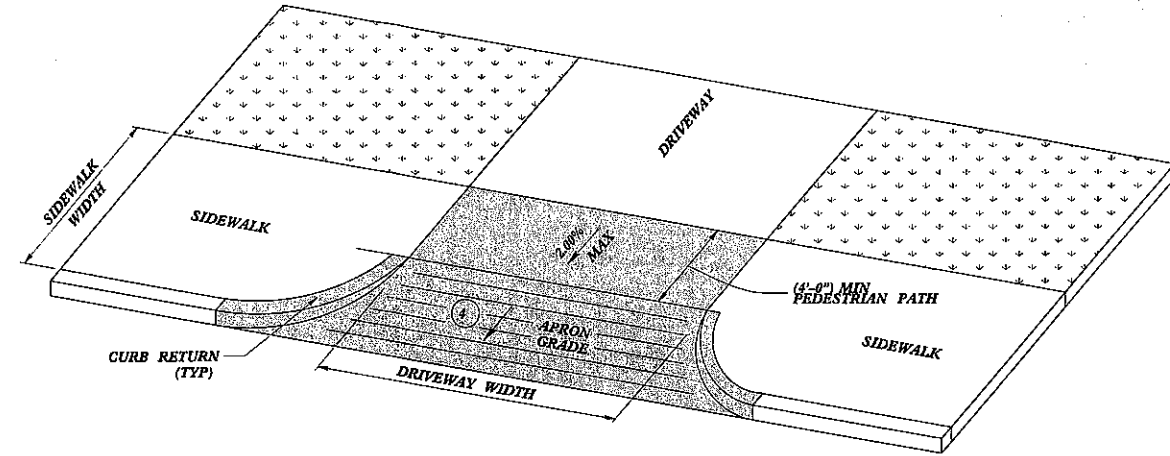 DRIVEWAY
SIDEWALK
WIDTH
SIDEWALK
2.00%
MAX
(4'-0") MIN
PEDESTRIAN PATH
4
APRON
GRADE
SIDEWALK
CURB RETURN
(TYP)
DRIVEWAY WIDTH